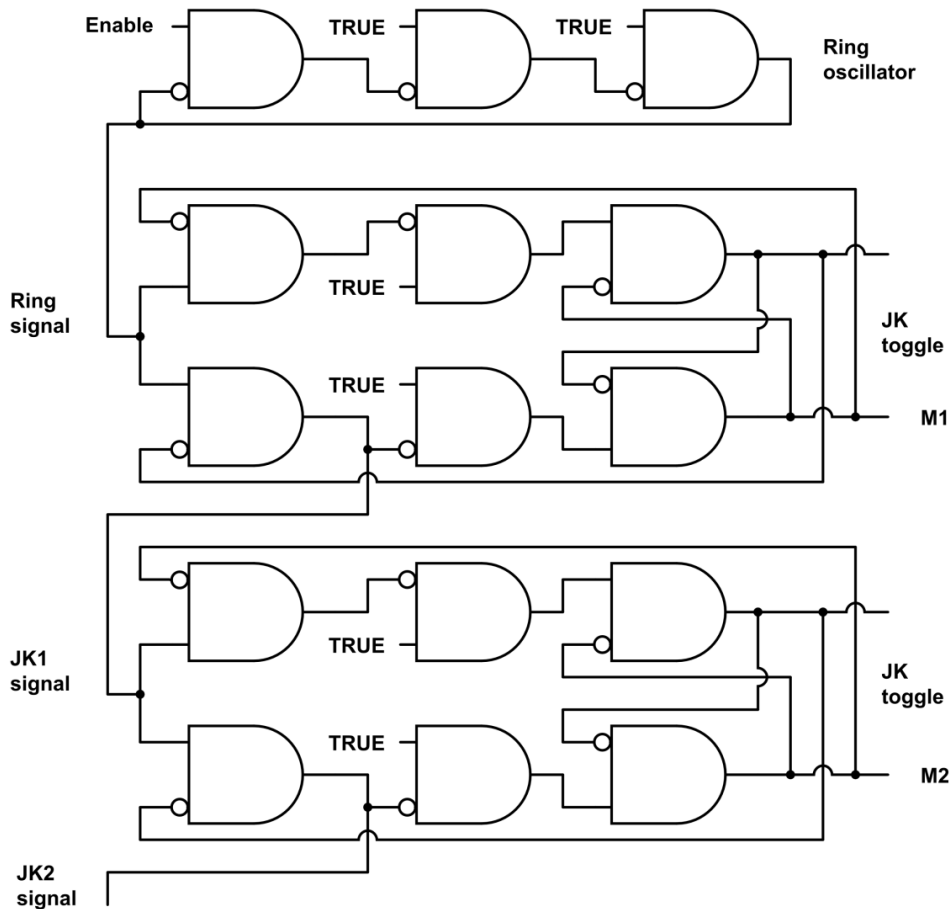 Enable
TRUE
TRUE
Ring
oscillator
TRUE
Ring
signal
JK
toggle
TRUE
M1
TRUE
JK1
signal
JK
toggle
TRUE
M2
JK2
signal